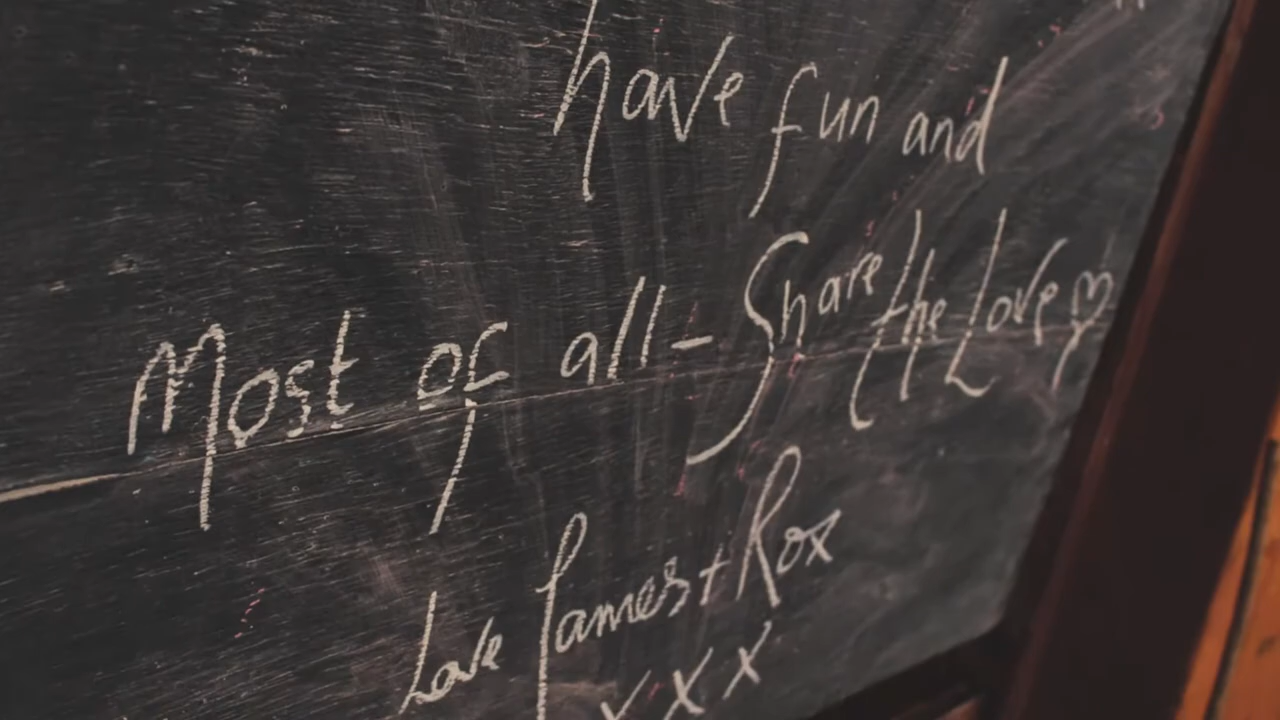 have fun and
Most of all - Share the Love ♡
Love James + Rox
xxx